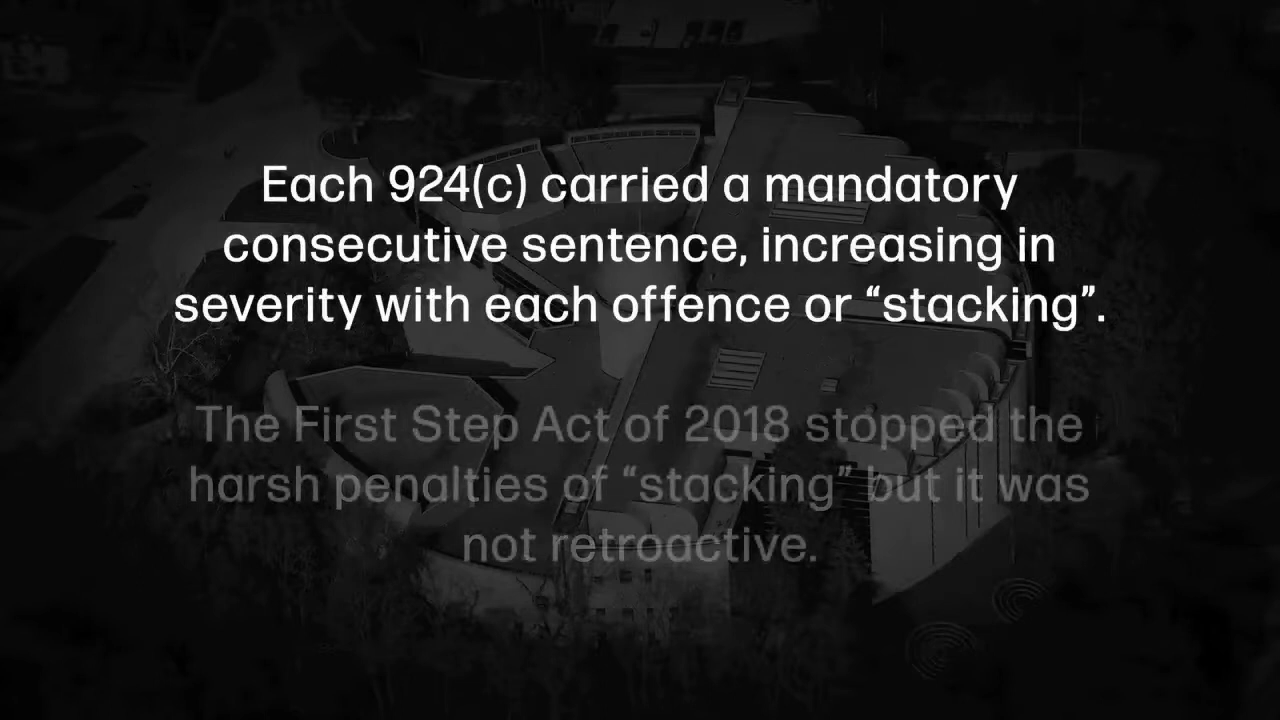 Each 924(c) carried a mandatory
consecutive sentence, increasing in
severity with each offence or “stacking”.
The First Step Act of 2018 stopped the
harsh penalties of “stacking” but it was
not retroactive.